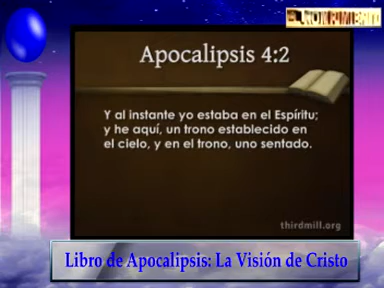 Apocalipsis 4:2
Y al instante yo estaba en el Espíritu;
y he aquí, un trono establecido en
el cielo, y en el trono, uno sentado.
thirdmill.org
Libro de Apocalipsis: La Visión de Cristo